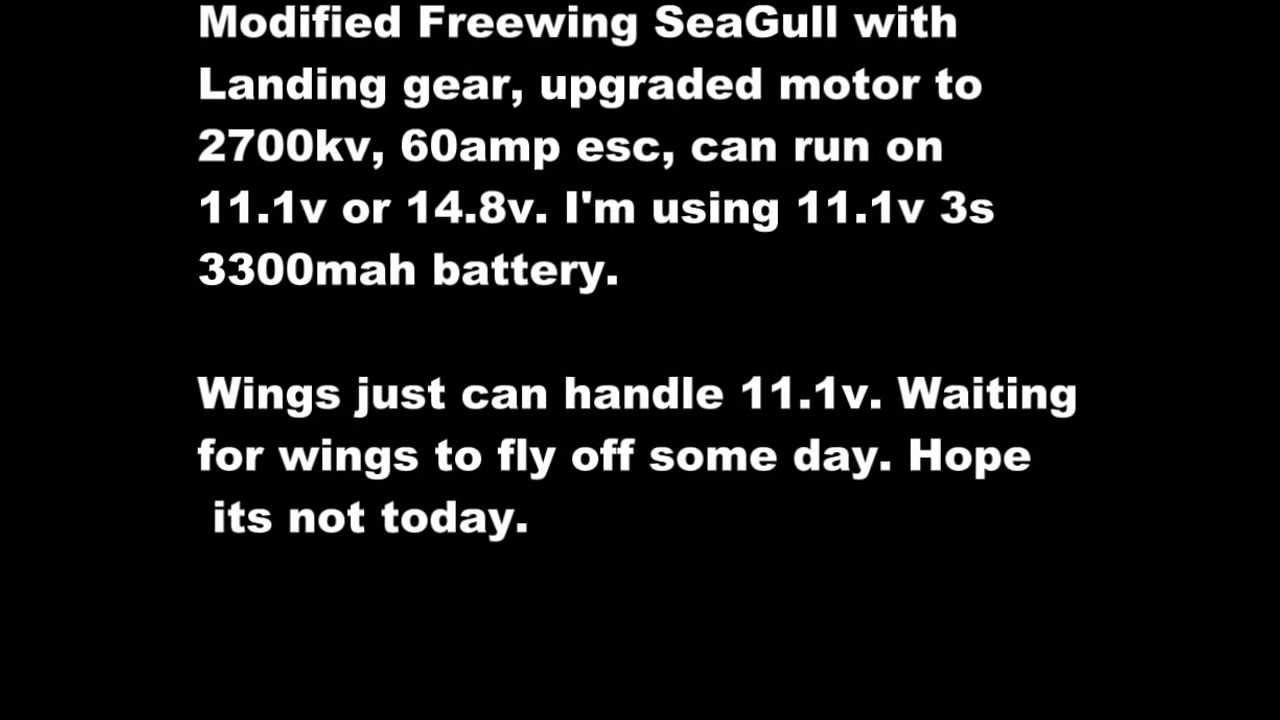 Modified Freewing SeaGull with
Landing gear, upgraded motor to
2700kv, 60amp esc, can run on
11.1v or 14.8v. I'm using 11.1v 3s
3300mah battery.
Wings just can handle 11.1v. Waiting
for wings to fly off some day. Hope
its not today.